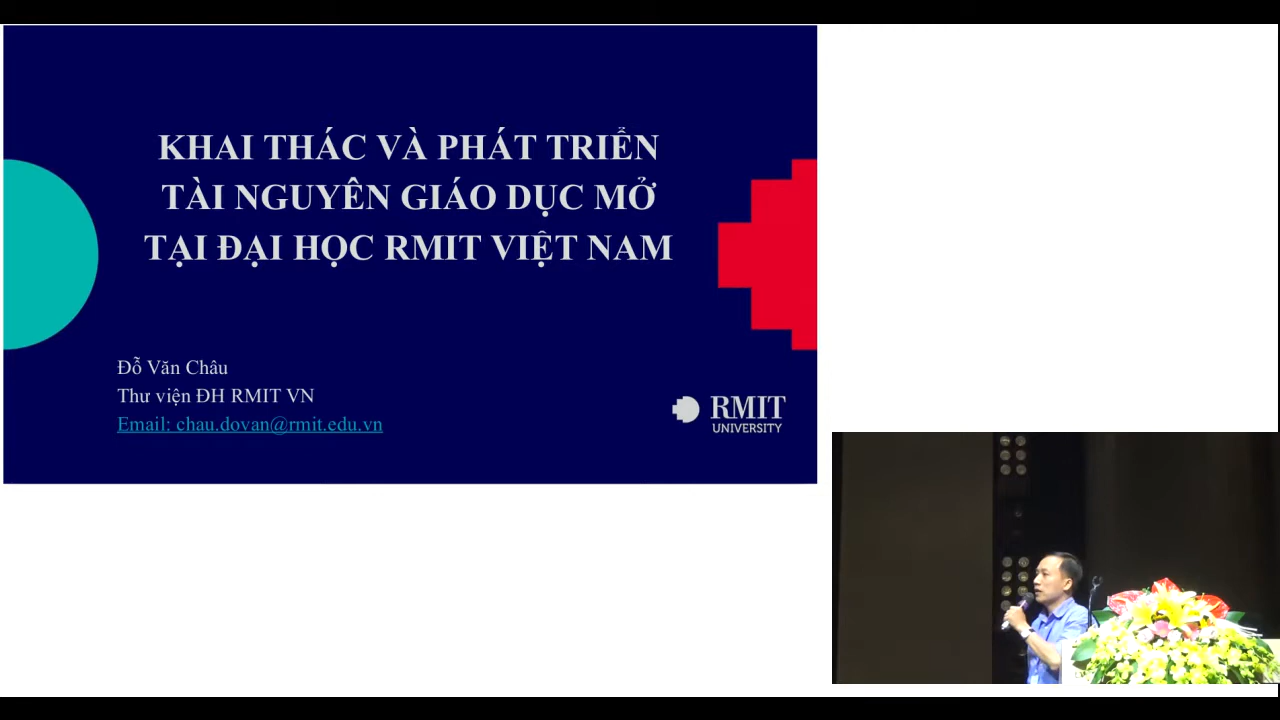 KHAI THÁC VÀ PHÁT TRIỂN
TÀI NGUYÊN GIÁO DỤC MỞ
TẠI ĐẠI HỌC RMIT VIỆT NAM
Đỗ Văn Châu
Thư viện ĐH RMIT VN
Email: chau.dovan@rmit.edu.vn
RMIT
UNIVERSITY